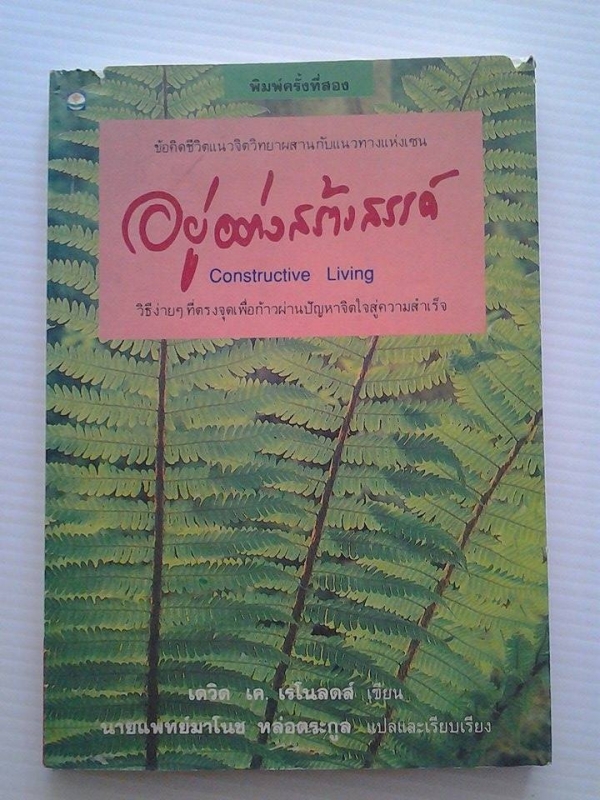 พิมพ์ครั้งที่สอง
ข้อคิดชีวิตแนวจิตวิทยาผสานกับแนวทางแห่งเซน
อยู่อย่างสร้างสรรค์
Constructive Living
วิธีง่ายๆ ที่ตรงจุดเพื่อก้าวผ่านปัญหาจิตใจสู่ความสำเร็จ
เดวิด เค. เรโนลดส์ เขียน
นายแพทย์มาโนช หล่อตระกูล แปลและเรียบเรียง